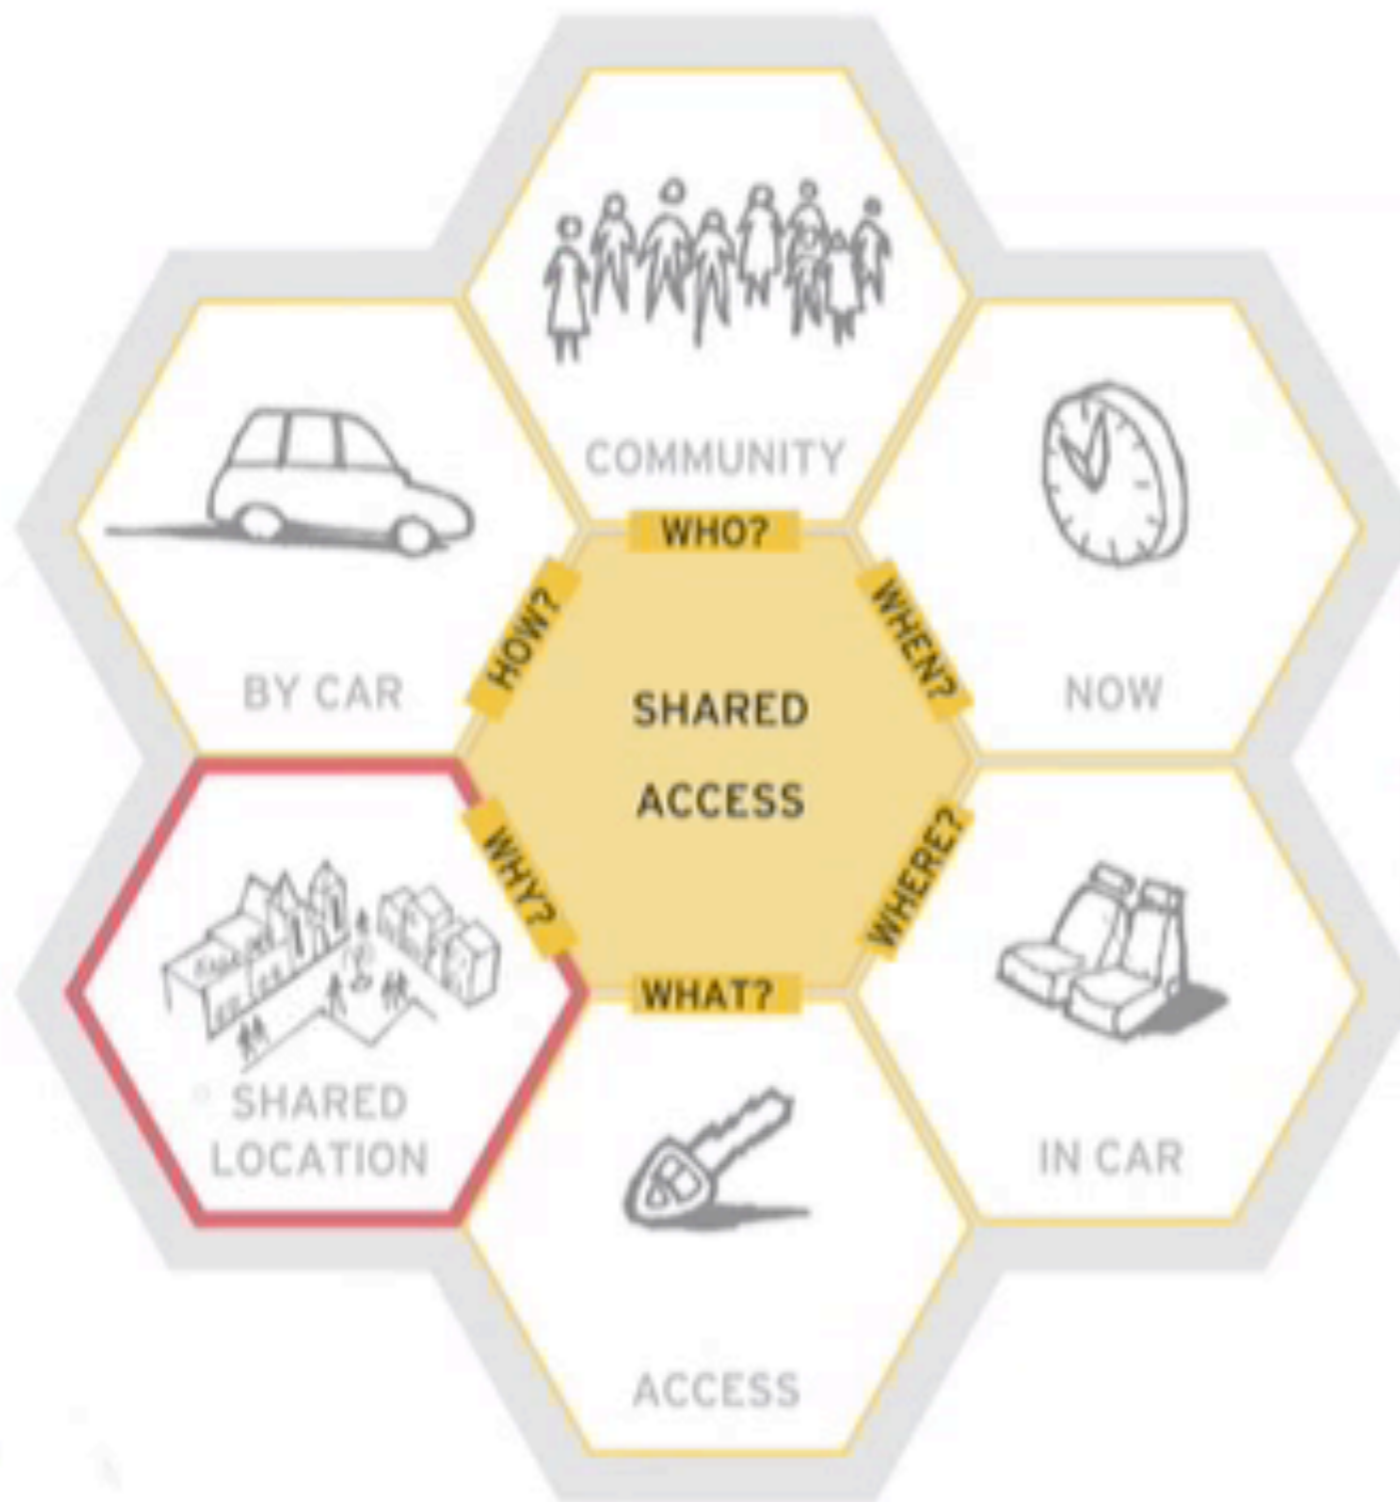 COMMUNITY
WHO?
HOW?
WHEN?
BY CAR
NOW
SHARED
ACCESS
WHY?
WHERE?
WHAT?
SHARED
LOCATION
IN CAR
ACCESS